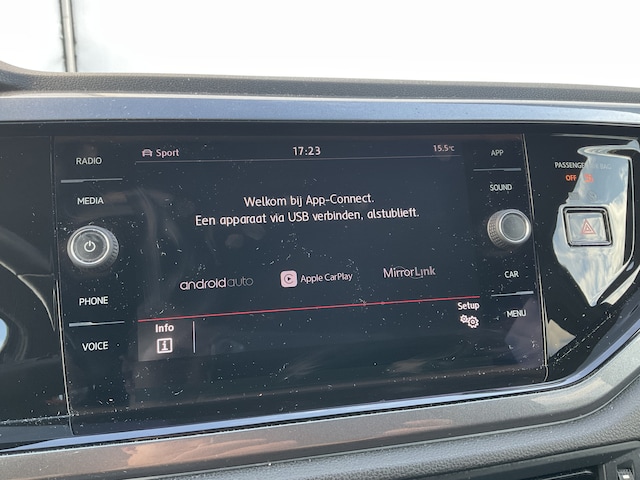 RADIO
MEDIA
PHONE
VOICE
Sport
17:23
15.5°C
Welkom bij App-Connect.
Een apparaat via USB verbinden, alstublieft.
androidauto
Apple CarPlay
MirrorLink
Info
Setup
APP
SOUND
CAR
MENU
OFF